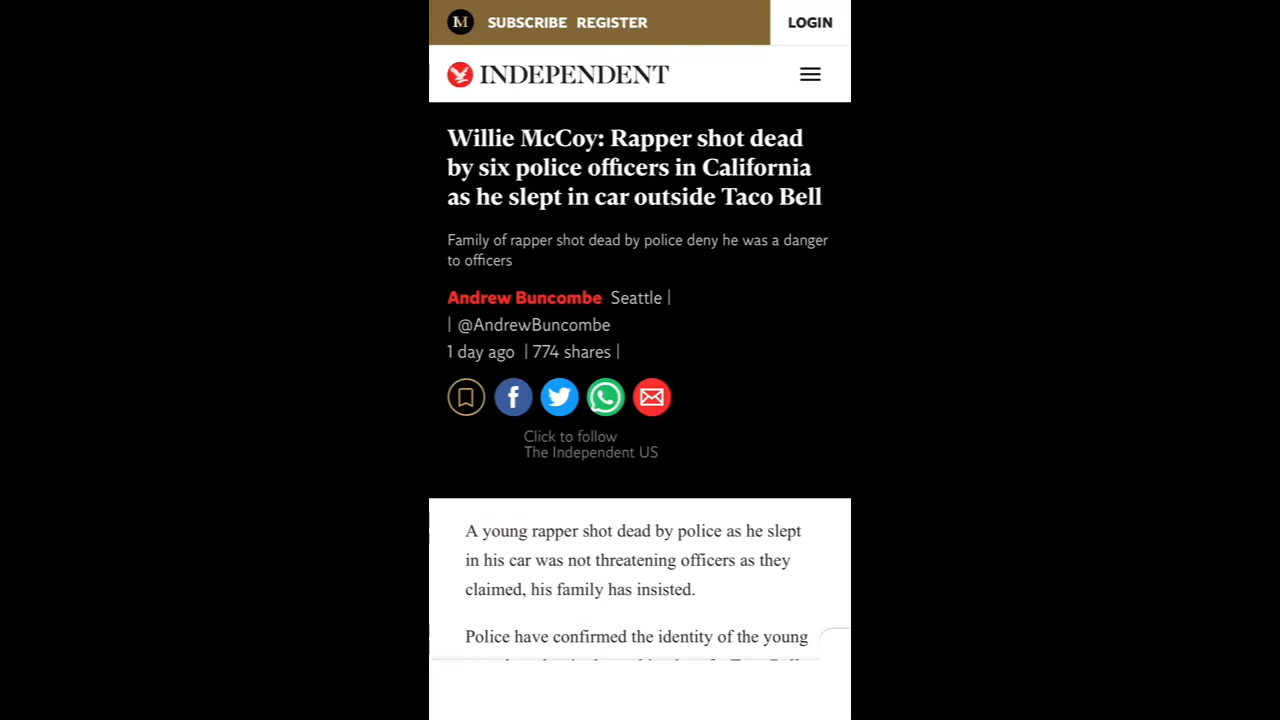 M SUBSCRIBE REGISTER LOGIN
INDEPENDENT
Willie McCoy: Rapper shot dead
by six police officers in California
as he slept in car outside Taco Bell
Family of rapper shot dead by police deny he was a danger
to officers
Andrew Buncombe Seattle |
| @AndrewBuncombe
1 day ago | 774 shares |
Click to follow
The Independent US
A young rapper shot dead by police as he slept
in his car was not threatening officers as they
claimed, his family has insisted.
Police have confirmed the identity of the young